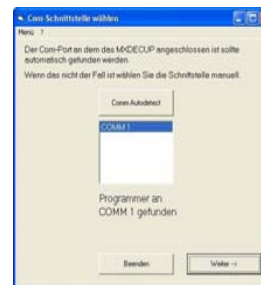 Com-Schnittstelle wählen
Menü ?
Der Com-Port an dem das MXDECUP angeschlossen ist sollte
automatisch gefunden werden.
Wenn das nicht der Fall ist wählen Sie die Schnittstelle manuell.
Comm Autodetect
COMM 1
Programmer an
COMM 1 gefunden
Beenden
Weiter ->